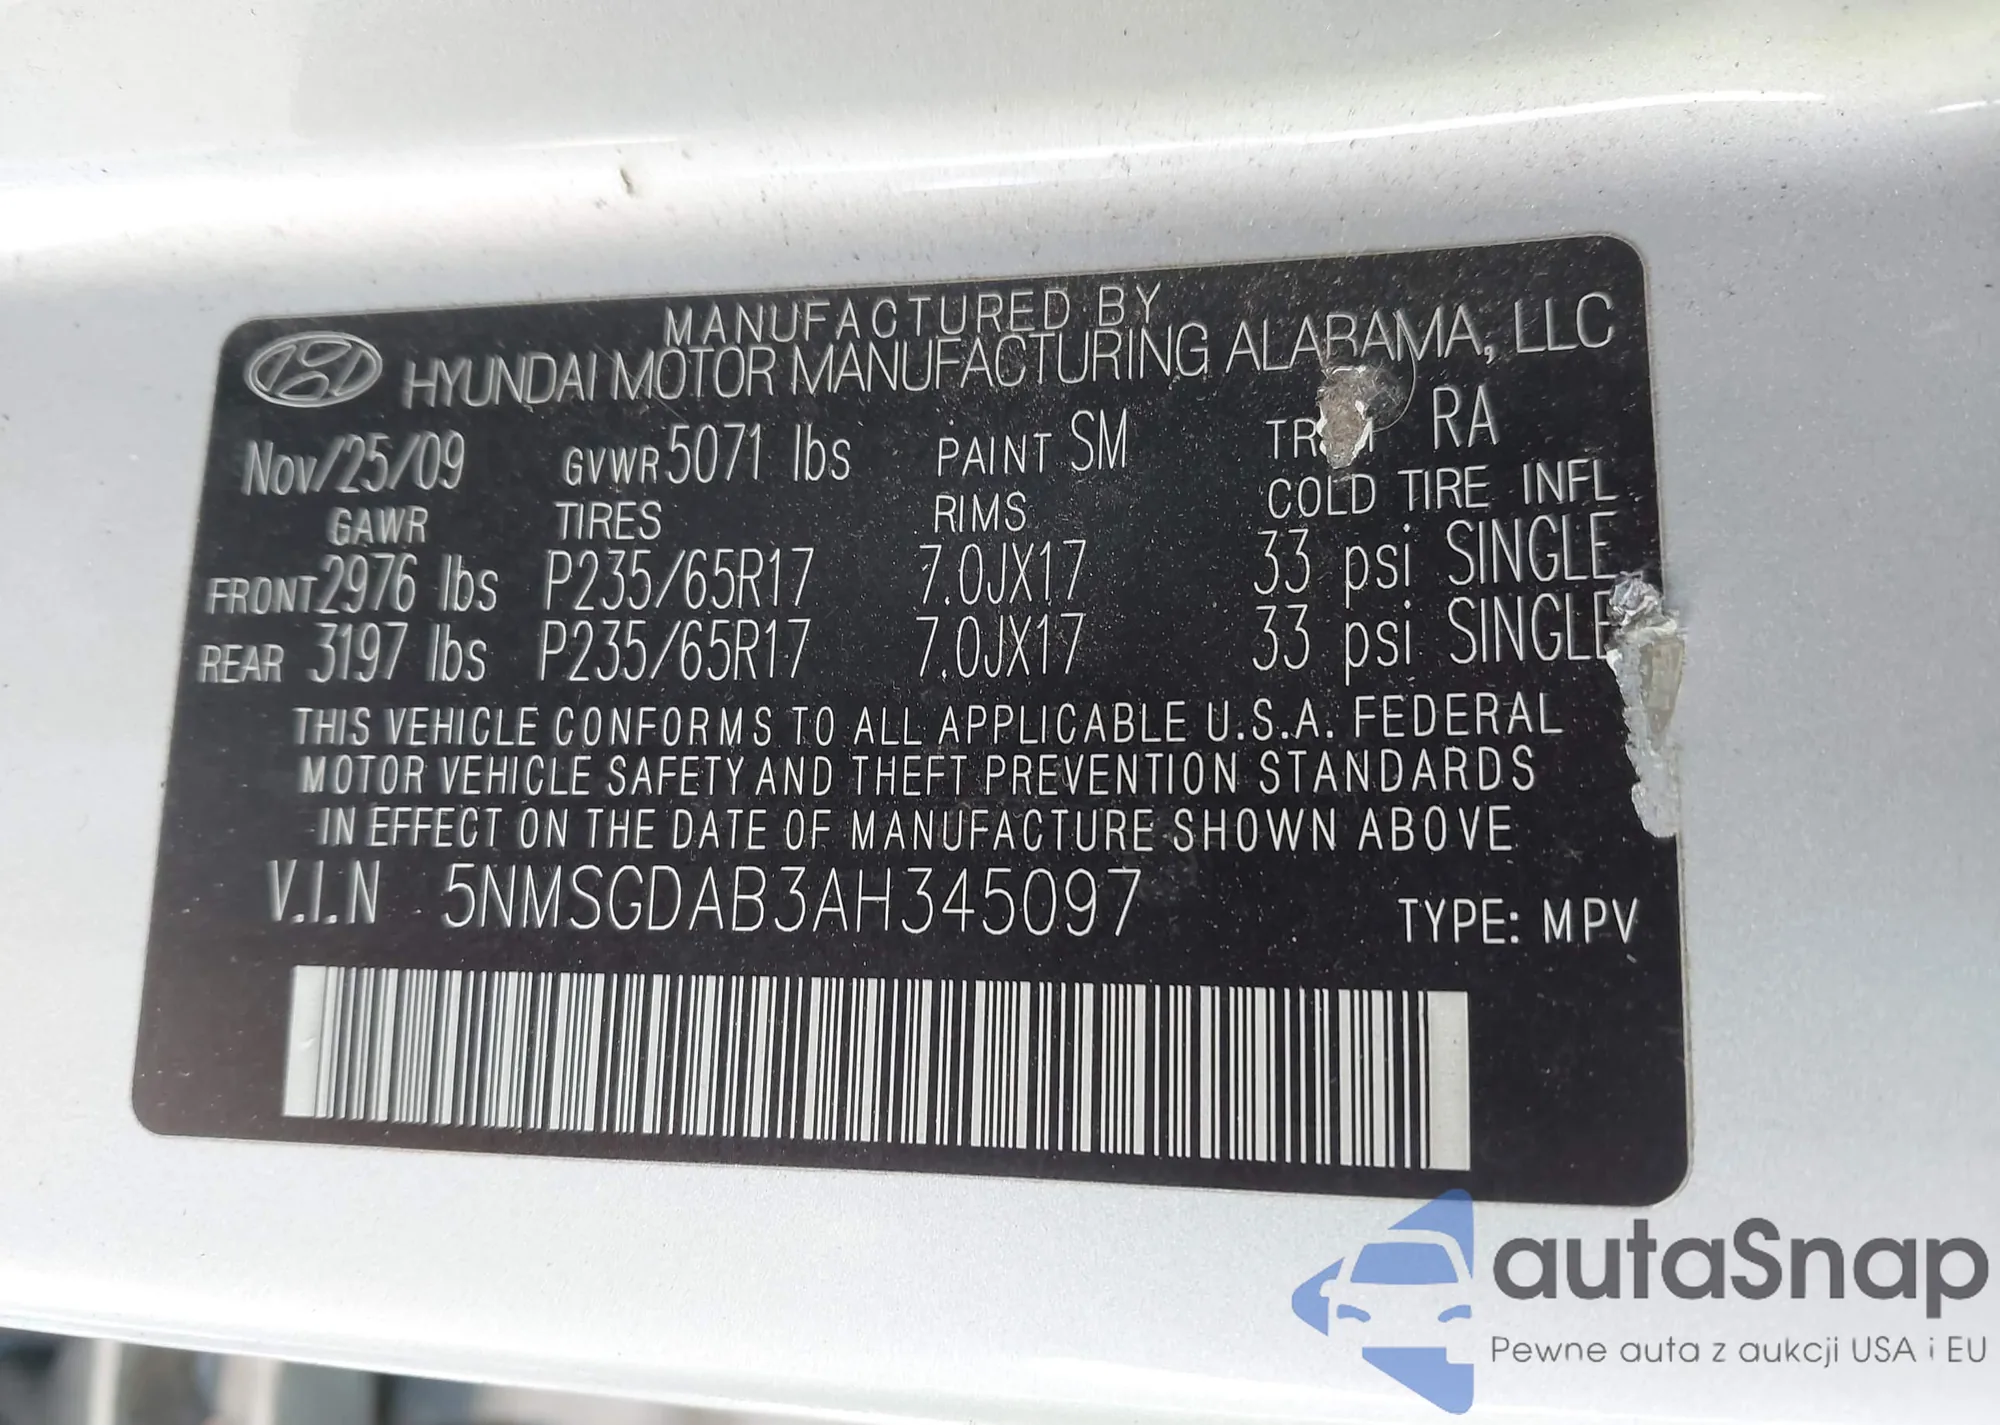 MANUFACTURED BY
HYUNDAI MOTOR MANUFACTURING ALABAMA, LLC
Nov/25/09 GVWR 5071 lbs PAINT SM RA
GAWR TIRES RIMS COLD TIRE INFL
FRONT 2976 lbs P235/65R17 7.0JX17 33 psi SINGLE
REAR 3197 lbs P235/65R17 7.0JX17 33 psi SINGLE
THIS VEHICLE CONFORMS TO ALL APPLICABLE U.S.A. FEDERAL
MOTOR VEHICLE SAFETY AND THEFT PREVENTION STANDARDS
IN EFFECT ON THE DATE OF MANUFACTURE SHOWN ABOVE
V.I.N 5NMSGDAB3AH345097 TYPE: MPV
autaSnap
Pewne auta z aukcji USA i EU